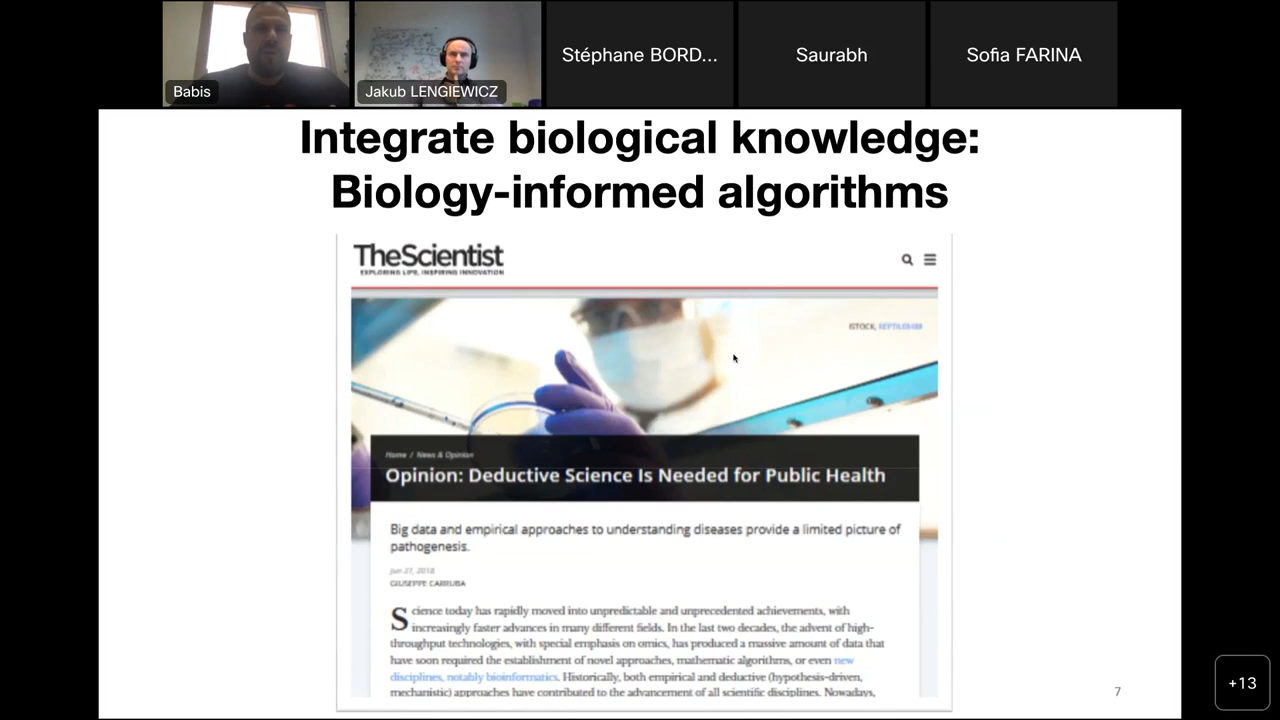 Stéphane BORD...
Saurabh
Sofia FARINA
Babis
Jakub LENGIEWICZ
Integrate biological knowledge:
Biology-informed algorithms
TheScientist
EXPLORING LIFE, INSPIRING INNOVATION
ISTOCK,
Home / News & Opinion
Opinion: Deductive Science Is Needed for Public Health
Big data and empirical approaches to understanding diseases provide a limited picture of
pathogenesis.
Jun 27, 2018
GIUSEPPE CARRUBA
Science today has rapidly moved into unpredictable and unprecedented achievements, with
increasingly faster advances in many different fields. In the last two decades, the advent of high-
throughput technologies, with special emphasis on omics, has produced a massive amount of data that
have soon required the establishment of novel approaches, mathematic algorithms, or even new
disciplines, notably bioinformatics. Historically, both empirical and deductive (hypothesis-driven,
mechanistic) approaches have contributed to the advancement of all scientific disciplines. Nowadays,
7
+13